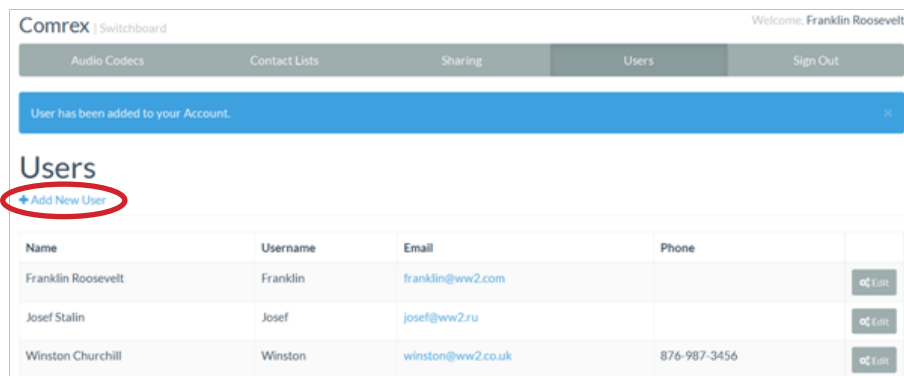 Comrex | Switchboard
Welcome, Franklin Roosevelt
Audio Codecs Contact Lists Sharing Users Sign Out
User has been added to your Account. ×
Users
+ Add New User
Name Username Email Phone
Franklin Roosevelt Franklin franklin@ww2.com Edit
Josef Stalin Josef josef@ww2.ru Edit
Winston Churchill Winston winston@ww2.co.uk 876-987-3456 Edit